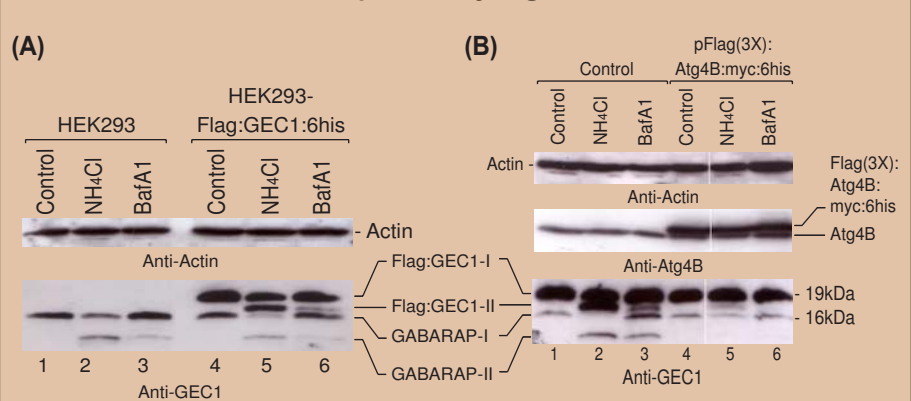 (A)
HEK293
HEK293-
Flag:GEC1:6his
Control
NH4Cl
BafA1
Control
NH4Cl
BafA1
Actin
Anti-Actin
Flag:GEC1-I
Flag:GEC1-II
GABARAP-I
GABARAP-II
1 2 3 4 5 6
Anti-GEC1
(B)
Control
pFlag(3X):
Atg4B:myc:6his
Control
NH4Cl
BafA1
Control
NH4Cl
BafA1
Actin
Anti-Actin
Flag(3X):
Atg4B:
myc:6his
Atg4B
Anti-Atg4B
19kDa
16kDa
1 2 3 4 5 6
Anti-GEC1